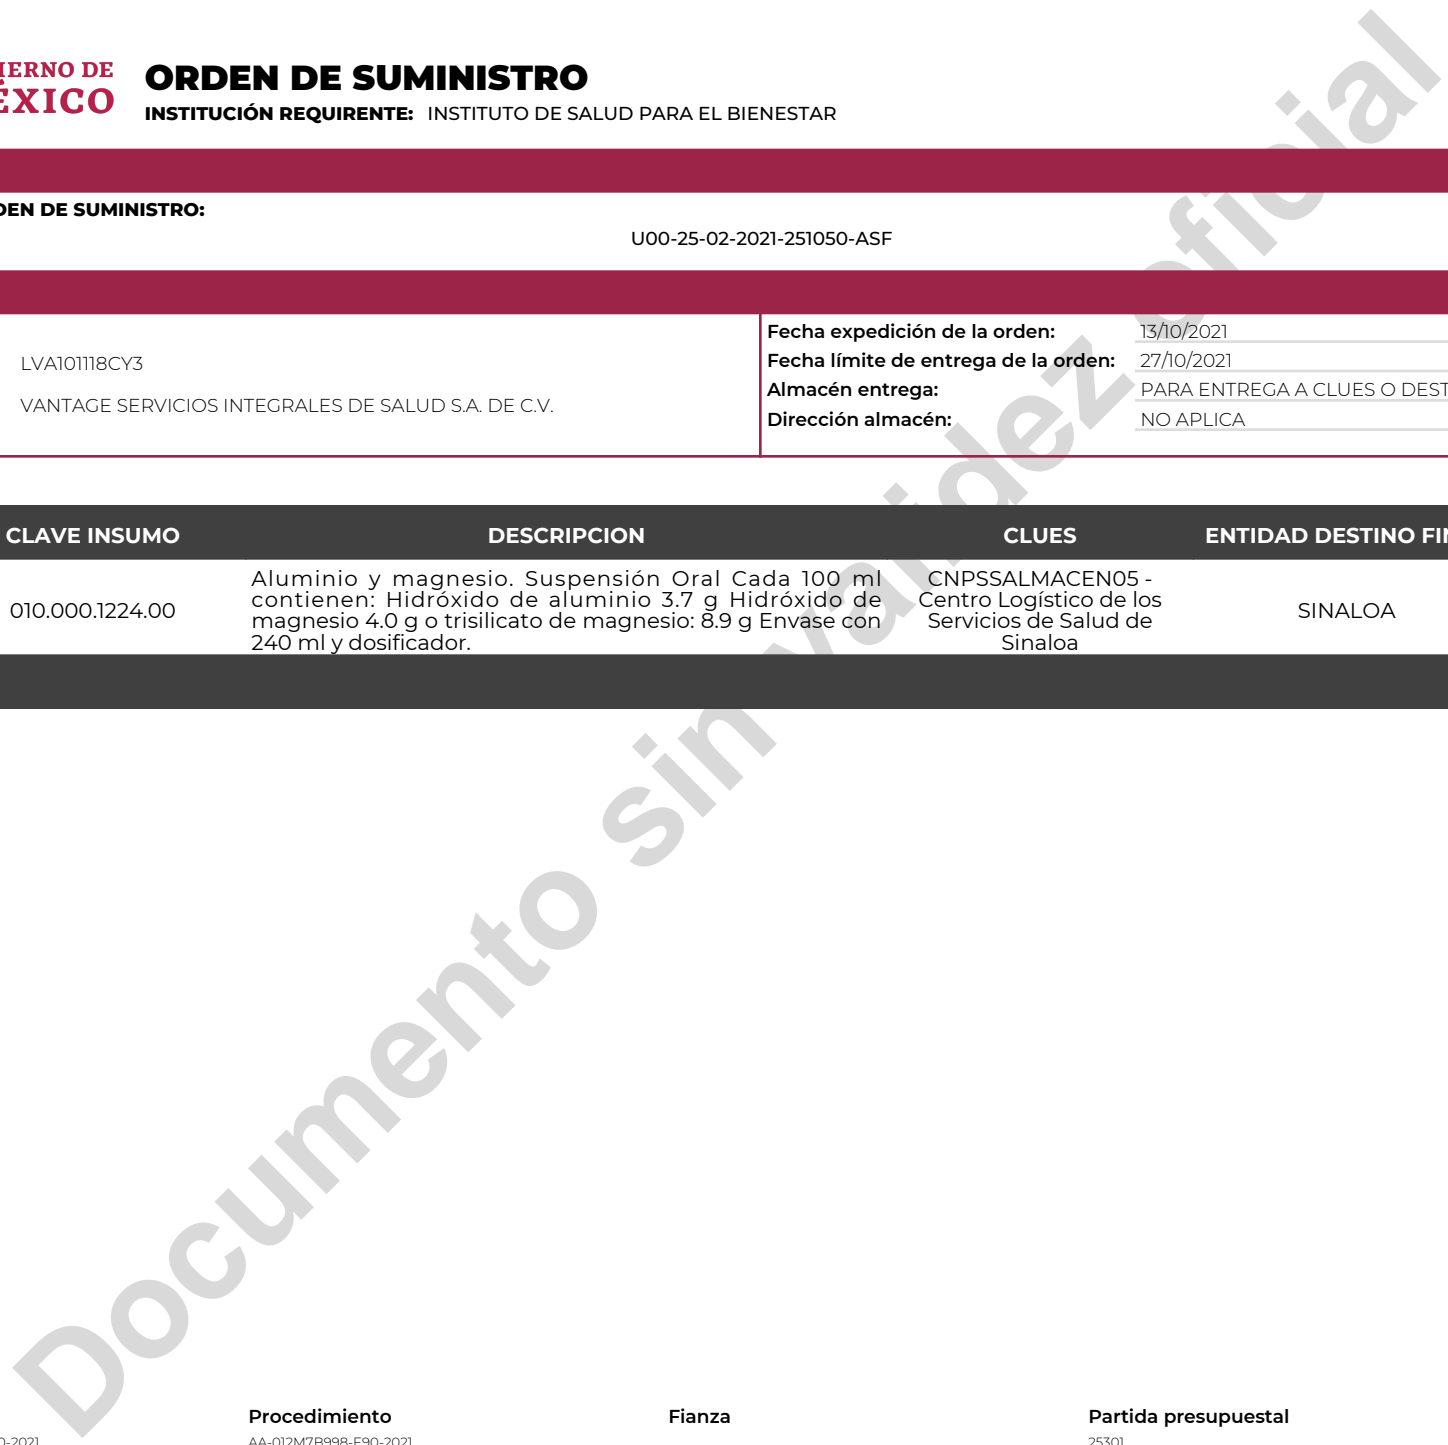 IERNO DE
ÉXICO
ORDEN DE SUMINISTRO
INSTITUCIÓN REQUIRENTE: INSTITUTO DE SALUD PARA EL BIENESTAR
DEN DE SUMINISTRO:
U00-25-02-2021-251050-ASF
LVA101118CY3
VANTAGE SERVICIOS INTEGRALES DE SALUD S.A. DE C.V.
Fecha expedición de la orden: 13/10/2021
Fecha límite de entrega de la orden: 27/10/2021
Almacén entrega: PARA ENTREGA A CLUES O DEST
Dirección almacén: NO APLICA
CLAVE INSUMO DESCRIPCION CLUES ENTIDAD DESTINO FIN
010.000.1224.00
Aluminio y magnesio. Suspensión Oral Cada 100 ml
contienen: Hidróxido de aluminio 3.7 g Hidróxido de
magnesio 4.0 g o trisilicato de magnesio: 8.9 g Envase con
240 ml y dosificador.
CNPSSALMACEN05 -
Centro Logístico de los
Servicios de Salud de
Sinaloa
SINALOA
Documento sin validez oficial
Procedimiento Fianza Partida presupuestal
0-2021 AA-012M7B998-E90-2021 25301